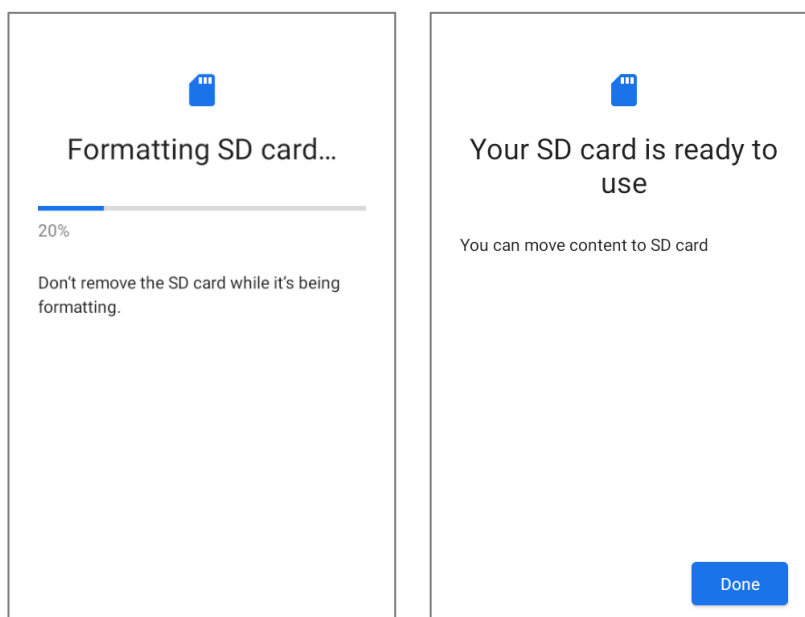 Formatting SD card...
20%
Don't remove the SD card while it's being
formatting.
Your SD card is ready to
use
You can move content to SD card
Done